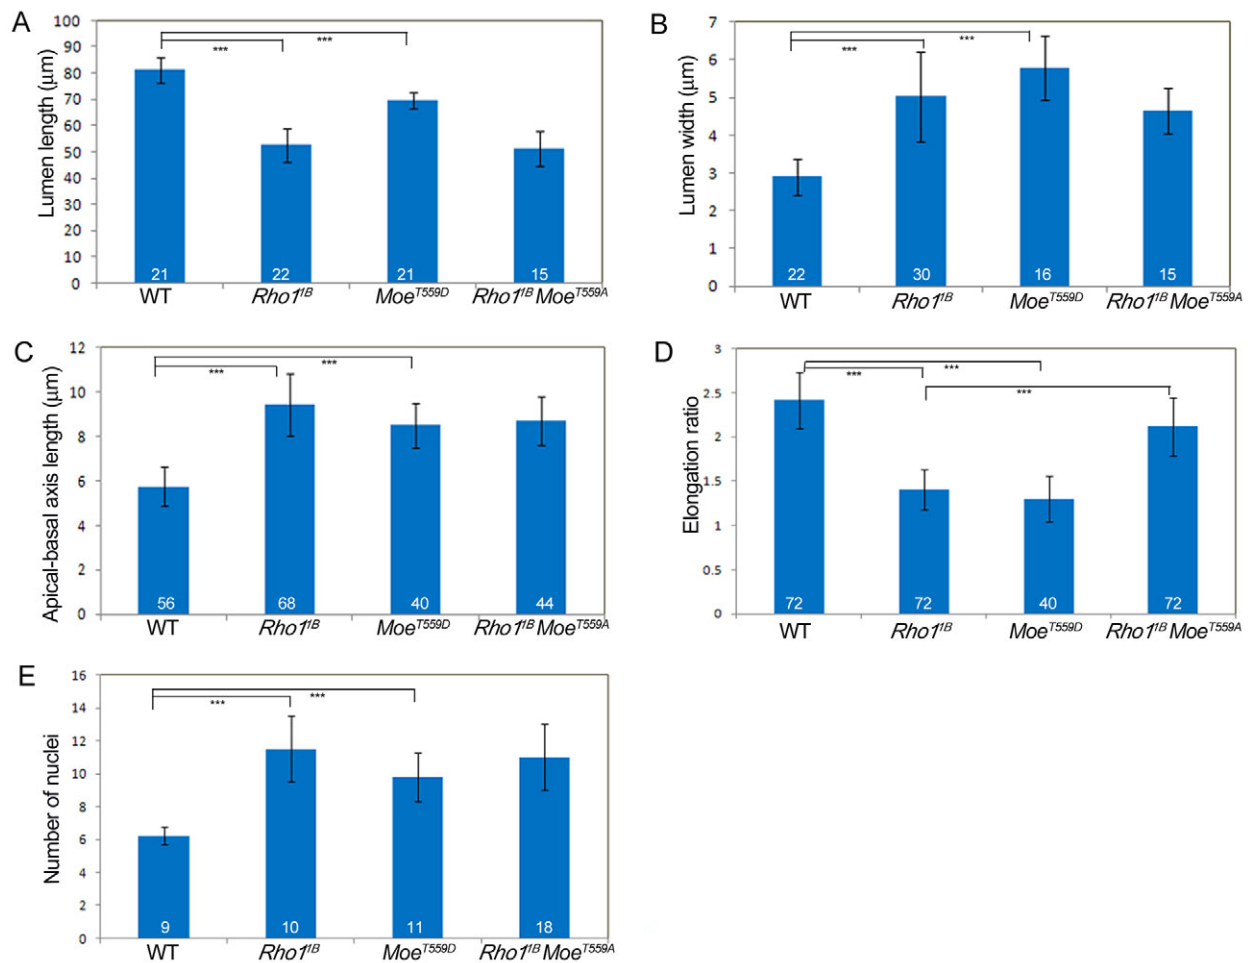 A
Lumen length (μm)
100
90
80
70
60
50
40
30
20
10
0
***
***
21
22
21
15
WT
Rho1^1B
Moe^T559D
Rho1^1B Moe^T559A
B
Lumen width (μm)
7
6
5
4
3
2
1
0
***
***
22
30
16
15
WT
Rho1^1B
Moe^T559D
Rho1^1B Moe^T559A
C
Apical-basal axis length (μm)
12
10
8
6
4
2
0
***
***
56
68
40
44
WT
Rho1^1B
Moe^T559D
Rho1^1B Moe^T559A
D
Elongation ratio
3
2.5
2
1.5
1
0.5
0
***
***
***
72
72
40
72
WT
Rho1^1B
Moe^T559D
Rho1^1B Moe^T559A
E
Number of nuclei
16
14
12
10
8
6
4
2
0
***
***
9
10
11
18
WT
Rho1^1B
Moe^T559D
Rho1^1B Moe^T559A